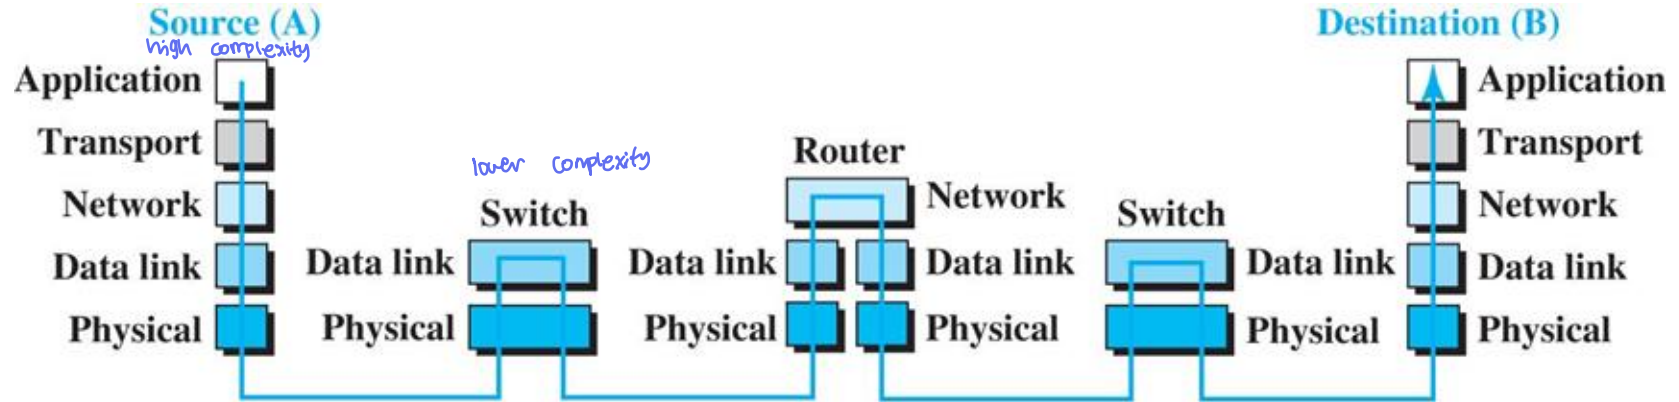 Source (A)
high complexity
Application
Transport
Network
Data link
Physical
lower complexity
Switch
Data link
Physical
Router
Network
Data link
Data link
Physical
Physical
Switch
Data link
Physical
Destination (B)
Application
Transport
Network
Data link
Physical